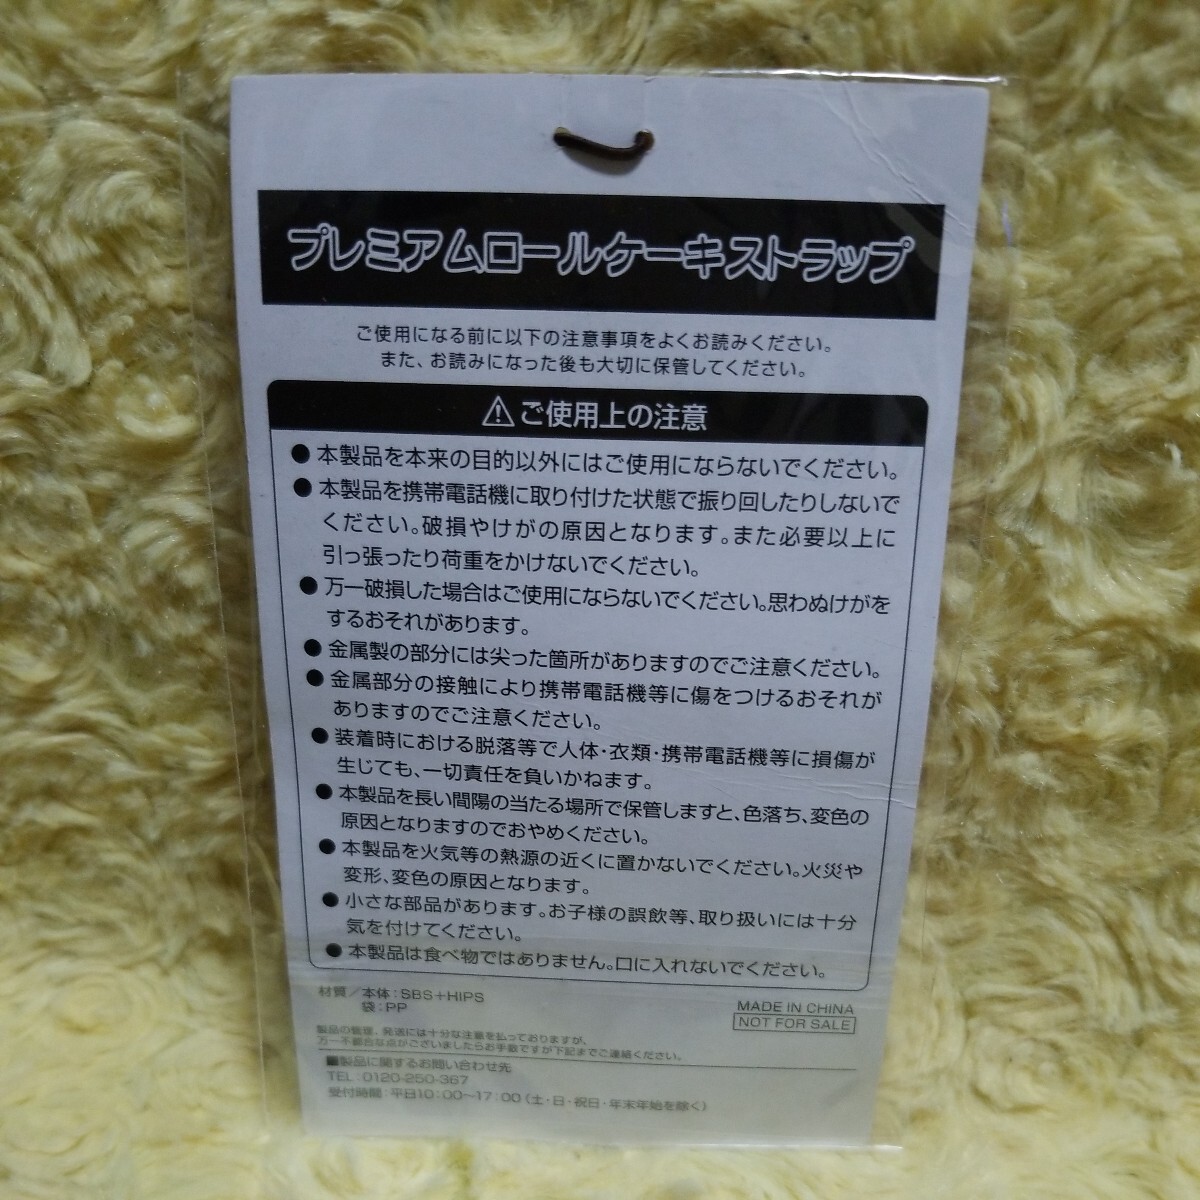 プレミアムロールケーキストラップ
ご使用になる前に以下の注意事項をよくお読みください。
また、お読みになった後も大切に保管してください。
⚠ご使用上の注意
●本製品を本来の目的以外にはご使用にならないでください。
●本製品を携帯電話機に取り付けた状態で振り回したりしないで
ください。破損やけがの原因となります。また必要以上に
引っ張ったり荷重をかけないでください。
●万一破損した場合はご使用にならないでください。思わぬけがを
するおそれがあります。
●金属製の部分には尖った箇所がありますのでご注意ください。
●金属部分の接触により携帯電話機等に傷をつけるおそれが
ありますのでご注意ください。
●装着時における脱落等で人体・衣類・携帯電話機等に損傷が
生じても、一切責任を負いかねます。
●本製品を長い間陽の当たる場所で保管しますと、色落ち、変色の
原因となりますのでおやめください。
●本製品を火気等の熱源の近くに置かないでください。火災や
変形、変色の原因となります。
●小さな部品があります。お子様の誤飲等、取り扱いには十分
気を付けてください。
●本製品は食べ物ではありません。口に入れないでください。
材質／本体：SBS+HIPS
袋：PP
MADE IN CHINA
NOT FOR SALE
製品の管理、発送には十分な注意を払っておりますが、
万一不都合な点がございましたらお手数ですが下記までご連絡ください。
■製品に関するお問い合わせ先
TEL：0120-250-367
受付時間：平日10：00～17：00（土・日・祝日・年末年始を除く）